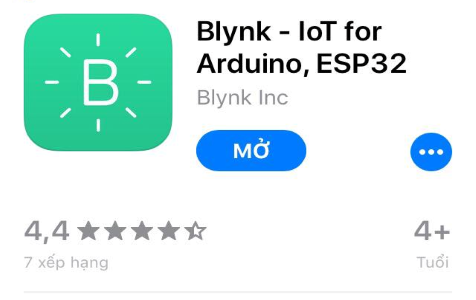 B
Blynk - IoT for
Arduino, ESP32
Blynk Inc
MỞ
4,4
4+
7 xếp hạng
Tuổi